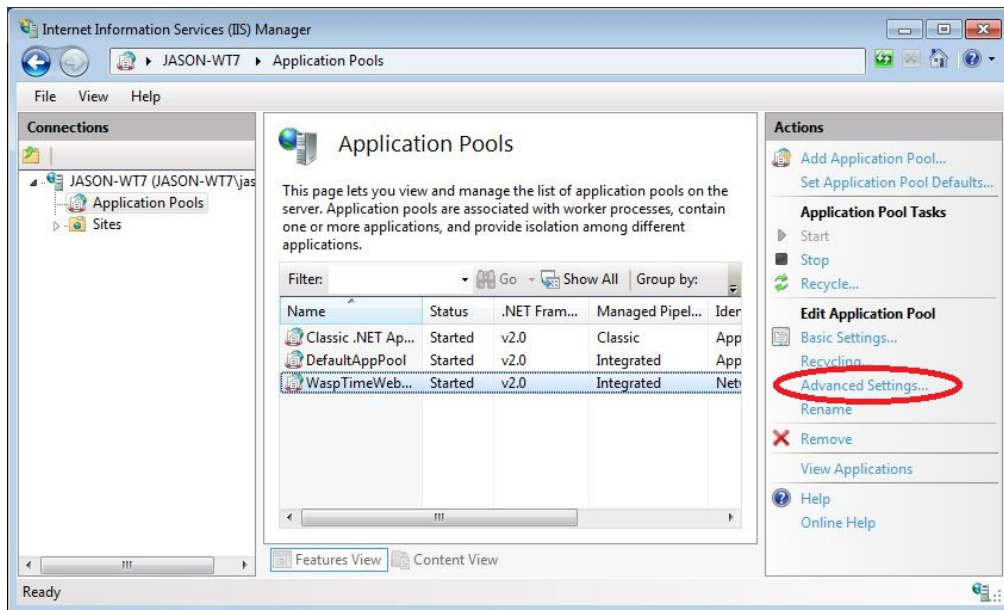 Internet Information Services (IIS) Manager
JASON-WT7 Application Pools
File View Help
Connections
JASON-WT7 (JASON-WT7\jas
Application Pools
Sites
Application Pools
This page lets you view and manage the list of application pools on the
server. Application pools are associated with worker processes, contain
one or more applications, and provide isolation among different
applications.
Filter: Go Show All Group by:
Name Status .NET Fram... Managed Pipel... Iden
Classic .NET Ap... Started v2.0 Classic App
DefaultAppPool Started v2.0 Integrated App
WaspTimeWeb... Started v2.0 Integrated Net
Features View Content View
Actions
Add Application Pool...
Set Application Pool Defaults...
Application Pool Tasks
Start
Stop
Recycle...
Edit Application Pool
Basic Settings...
Recycling...
Advanced Settings...
Rename
Remove
View Applications
Help
Online Help
Ready